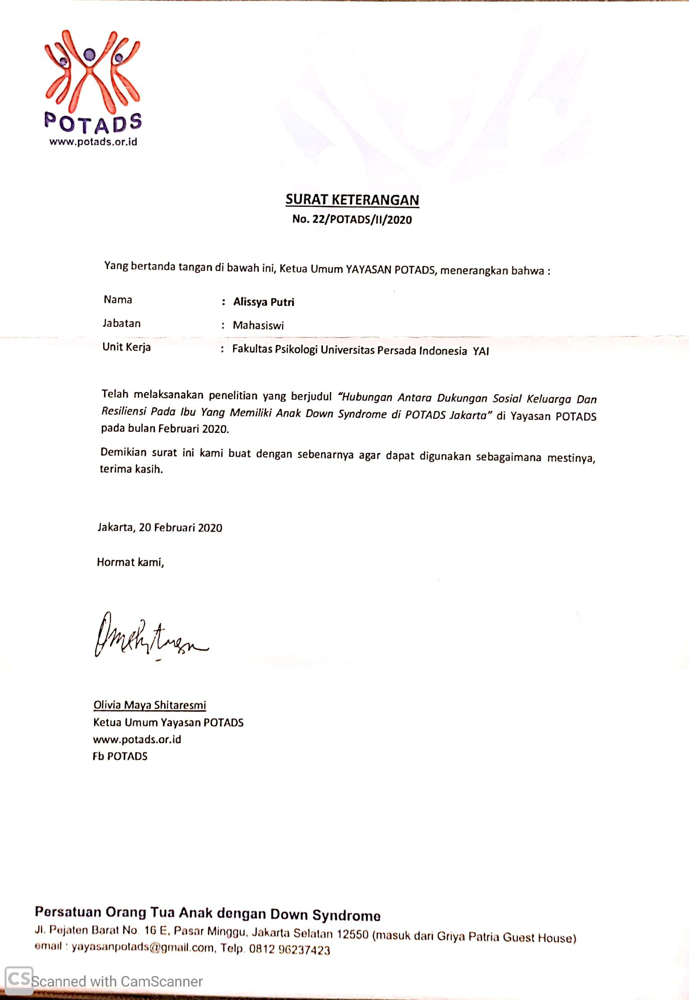 POTADS
www.potads.or.id
SURAT KETERANGAN
No. 22/POTADS/II/2020
Yang bertanda tangan di bawah ini, Ketua Umum YAYASAN POTADS, menerangkan bahwa :
Nama : Alissya Putri
Jabatan : Mahasiswi
Unit Kerja : Fakultas Psikologi Universitas Persada Indonesia YAI
Telah melaksanakan penelitian yang berjudul “Hubungan Antara Dukungan Sosial Keluarga Dan
Resiliensi Pada Ibu Yang Memiliki Anak Down Syndrome di POTADS Jakarta” di Yayasan POTADS
pada bulan Februari 2020.
Demikian surat ini kami buat dengan sebenarnya agar dapat digunakan sebagaimana mestinya,
terima kasih.
Jakarta, 20 Februari 2020
Hormat kami,
Olivia Maya Shitaresmi
Ketua Umum Yayasan POTADS
www.potads.or.id
Fb POTADS
Persatuan Orang Tua Anak dengan Down Syndrome
Jl. Pejaten Barat No. 16 E, Pasar Minggu, Jakarta Selatan 12550 (masuk dari Griya Patria Guest House)
email : yayasanpotads@gmail.com, Telp. 0812 96237423
CS Scanned with CamScanner